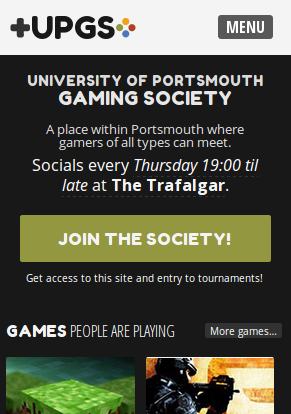 +UPGS
MENU
UNIVERSITY OF PORTSMOUTH
GAMING SOCIETY
A place within Portsmouth where
gamers of all types can meet.
Socials every Thursday 19:00 til
late at The Trafalgar.
JOIN THE SOCIETY!
Get access to this site and entry to tournaments!
GAMES PEOPLE ARE PLAYING
More games...